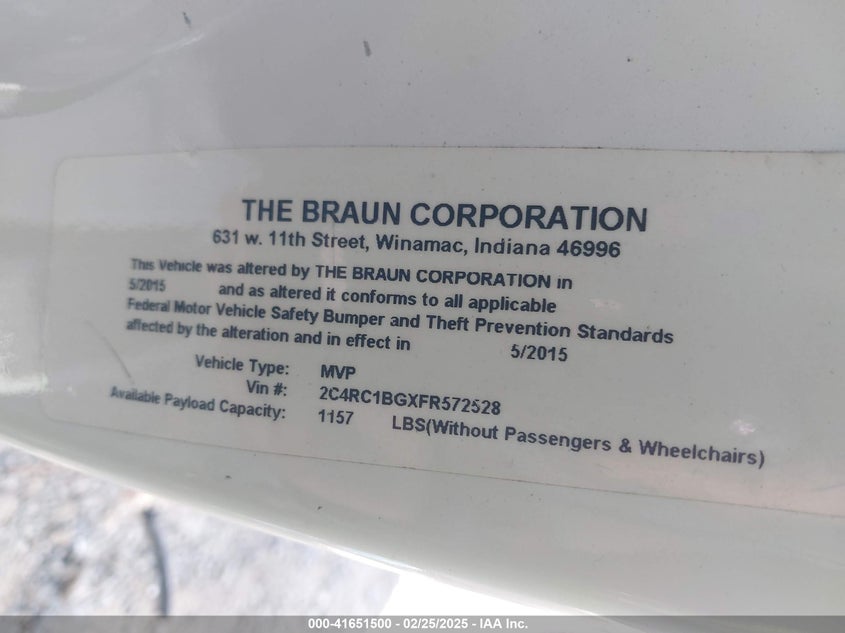 THE BRAUN CORPORATION
631 w. 11th Street, Winamac, Indiana 46996
This Vehicle was altered by THE BRAUN CORPORATION in
5/2015 and as altered it conforms to all applicable
Federal Motor Vehicle Safety Bumper and Theft Prevention Standards
affected by the alteration and in effect in 5/2015
Vehicle Type: MVP
Vin #: 2C4RC1BGXFR572528
Available Payload Capacity: 1157 LBS(Without Passengers & Wheelchairs)
000-41651500 - 02/25/2025 - IAA Inc.